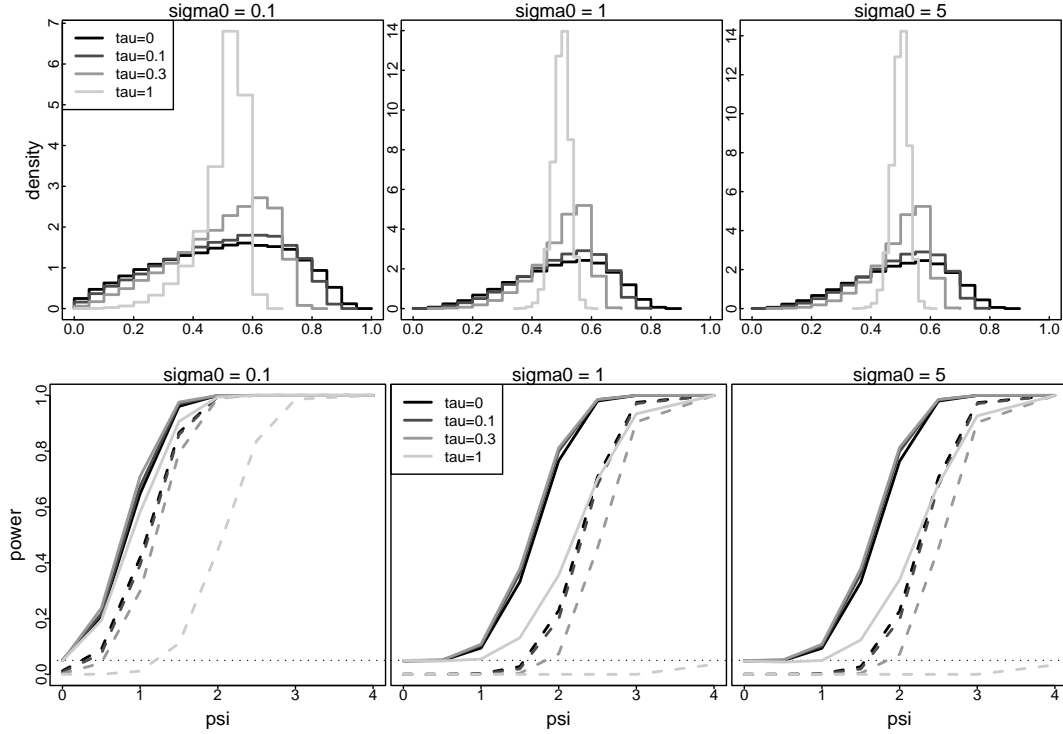 sigma0 = 0.1
sigma0 = 1
sigma0 = 5
tau=0
tau=0.1
tau=0.3
tau=1
density
0 1 2 3 4 5 6 7
0.0 0.2 0.4 0.6 0.8 1.0
0 2 4 6 8 10 12 14
0.0 0.2 0.4 0.6 0.8 1.0
0 2 4 6 8 10 12 14
0.0 0.2 0.4 0.6 0.8 1.0
sigma0 = 0.1
sigma0 = 1
sigma0 = 5
tau=0
tau=0.1
tau=0.3
tau=1
power
0.0 0.2 0.4 0.6 0.8 1.0
0 1 2 3 4
0 1 2 3 4
0 1 2 3 4
psi
psi
psi